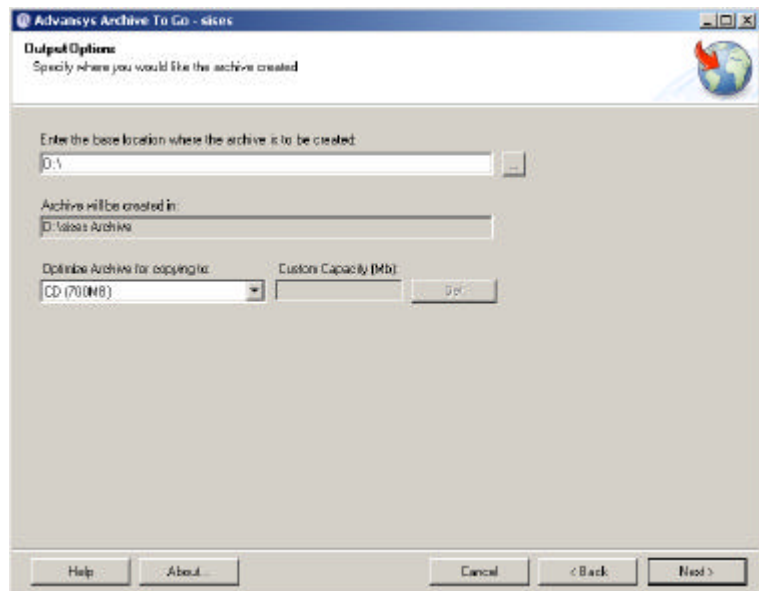 Advansys Archive To Go - sises
Output Options
Specify where you would like the archive created
Enter the base location where the archive is to be created:
D:\
...
Archive will be created in:
D:\sises Archive
Optimize Archive for copying to:
Custom Capacity (Mb):
CD (700MB)
Set
Help
About...
Cancel
< Back
Next >